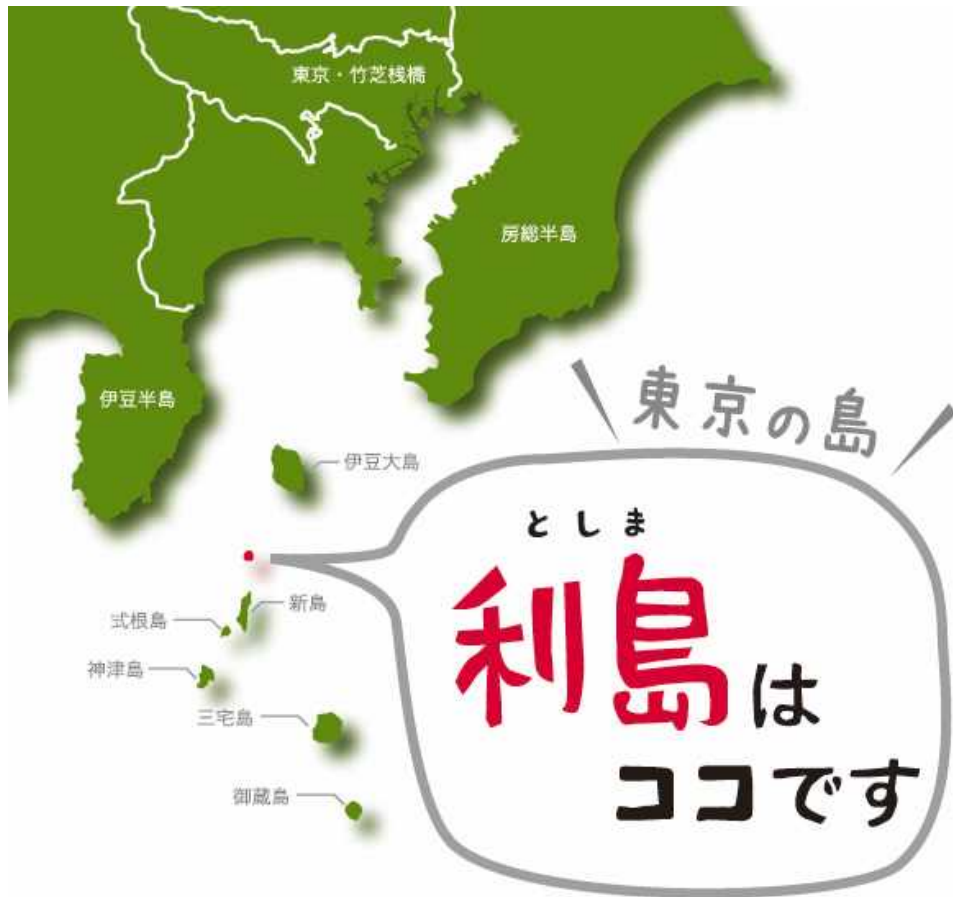 東京・竹芝桟橋
房総半島
伊豆半島
東京の島
伊豆大島
としま
利島は
ココです
新島
式根島
神津島
三宅島
御蔵島